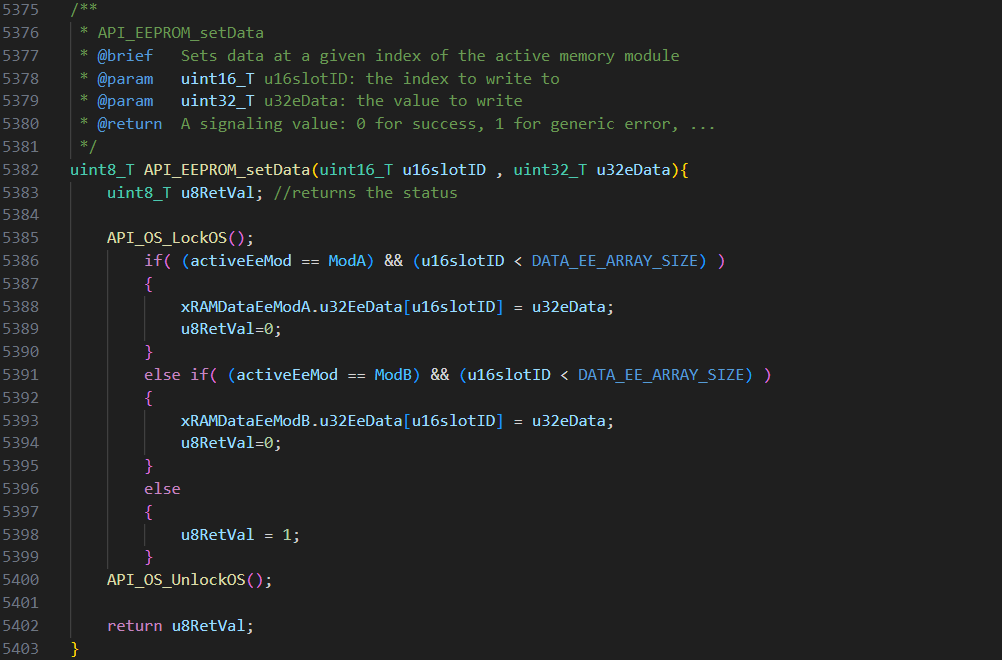 5375 /**
5376  * API_EEPROM_setData
5377  * @brief   Sets data at a given index of the active memory module
5378  * @param   uint16_T u16slotID: the index to write to
5379  * @param   uint32_T u32eData: the value to write
5380  * @return  A signaling value: 0 for success, 1 for generic error, ...
5381  */
5382 uint8_T API_EEPROM_setData(uint16_T u16slotID , uint32_T u32eData){
5383     uint8_T u8RetVal; //returns the status
5384
5385     API_OS_LockOS();
5386         if( (activeEeMod == ModA) && (u16slotID < DATA_EE_ARRAY_SIZE) )
5387         {
5388             xRAMDataEeModA.u32EeData[u16slotID] = u32eData;
5389             u8RetVal=0;
5390         }
5391         else if( (activeEeMod == ModB) && (u16slotID < DATA_EE_ARRAY_SIZE) )
5392         {
5393             xRAMDataEeModB.u32EeData[u16slotID] = u32eData;
5394             u8RetVal=0;
5395         }
5396         else
5397         {
5398             u8RetVal = 1;
5399         }
5400     API_OS_UnlockOS();
5401
5402     return u8RetVal;
5403 }